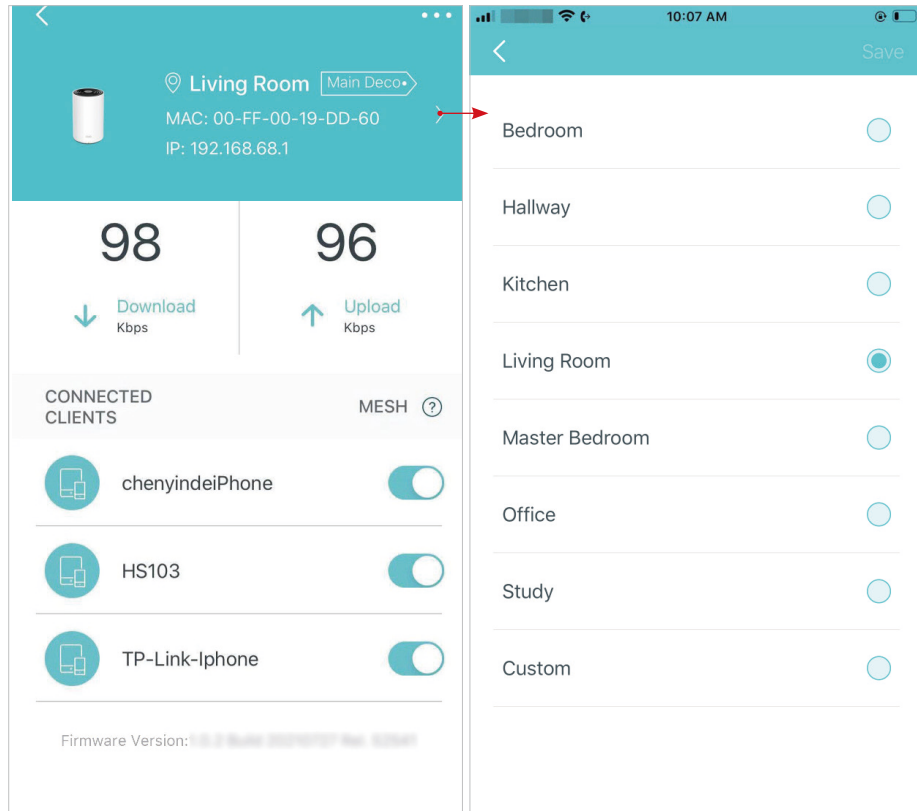 Living Room Main Deco
MAC: 00-FF-00-19-DD-60
IP: 192.168.68.1
98
Download
Kbps
96
Upload
Kbps
CONNECTED
CLIENTS
MESH ?
chenyindeiPhone
HS103
TP-Link-Iphone
Firmware Version:
10:07 AM
Save
Bedroom
Hallway
Kitchen
Living Room
Master Bedroom
Office
Study
Custom